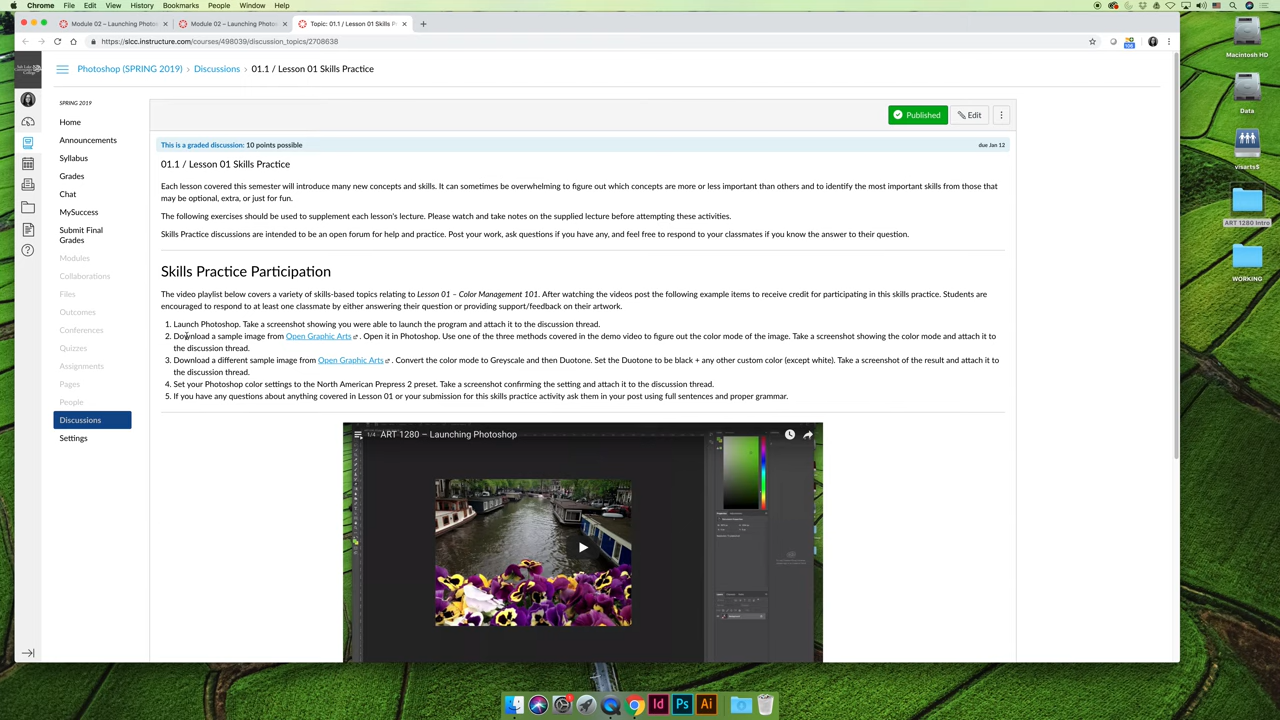 Chrome File Edit View History Bookmarks People Window Help
Module 02 – Launching Photos
Module 02 – Launching Photos
Topic: 01.1 / Lesson 01 Skills P
https://slcc.instructure.com/courses/498039/discussion_topics/2708638
Macintosh HD
Data
visarts$
ART 1280 Intro
WORKING
Photoshop (SPRING 2019) › Discussions › 01.1 / Lesson 01 Skills Practice
SPRING 2019
Home
Announcements
Syllabus
Grades
Chat
MySuccess
Submit Final
Grades
Modules
Collaborations
Files
Outcomes
Conferences
Quizzes
Assignments
Pages
People
Discussions
Settings
Published
Edit
This is a graded discussion: 10 points possible
due Jan 12
01.1 / Lesson 01 Skills Practice
Each lesson covered this semester will introduce many new concepts and skills. It can sometimes be overwhelming to figure out which concepts are more or less important than others and to identify the most important skills from those that
may be optional, extra, or just for fun.
The following exercises should be used to supplement each lesson's lecture. Please watch and take notes on the supplied lecture before attempting these activities.
Skills Practice discussions are intended to be an open forum for help and practice. Post your work, ask questions if you have any, and feel free to respond to your classmates if you know the answer to their question.
Skills Practice Participation
The video playlist below covers a variety of skills-based topics relating to Lesson 01 – Color Management 101. After watching the videos post the following example items to receive credit for participating in this skills practice. Students are
encouraged to respond to at least one classmate by either answering their question or providing support/feedback on their artwork.
1. Launch Photoshop. Take a screenshot showing you were able to launch the program and attach it to the discussion thread.
2. Download a sample image from Open Graphic Arts . Open it in Photoshop. Use one of the three methods covered in the demo video to figure out the color mode of the image. Take a screenshot showing the color mode and attach it to
the discussion thread.
3. Download a different sample image from Open Graphic Arts . Convert the color mode to Greyscale and then Duotone. Set the Duotone to be black + any other custom color (except white). Take a screenshot of the result and attach it to
the discussion thread.
4. Set your Photoshop color settings to the North American Prepress 2 preset. Take a screenshot confirming the setting and attach it to the discussion thread.
5. If you have any questions about anything covered in Lesson 01 or your submission for this skills practice activity ask them in your post using full sentences and proper grammar.
1/4 ART 1280 – Launching Photoshop
Id Ps Ai